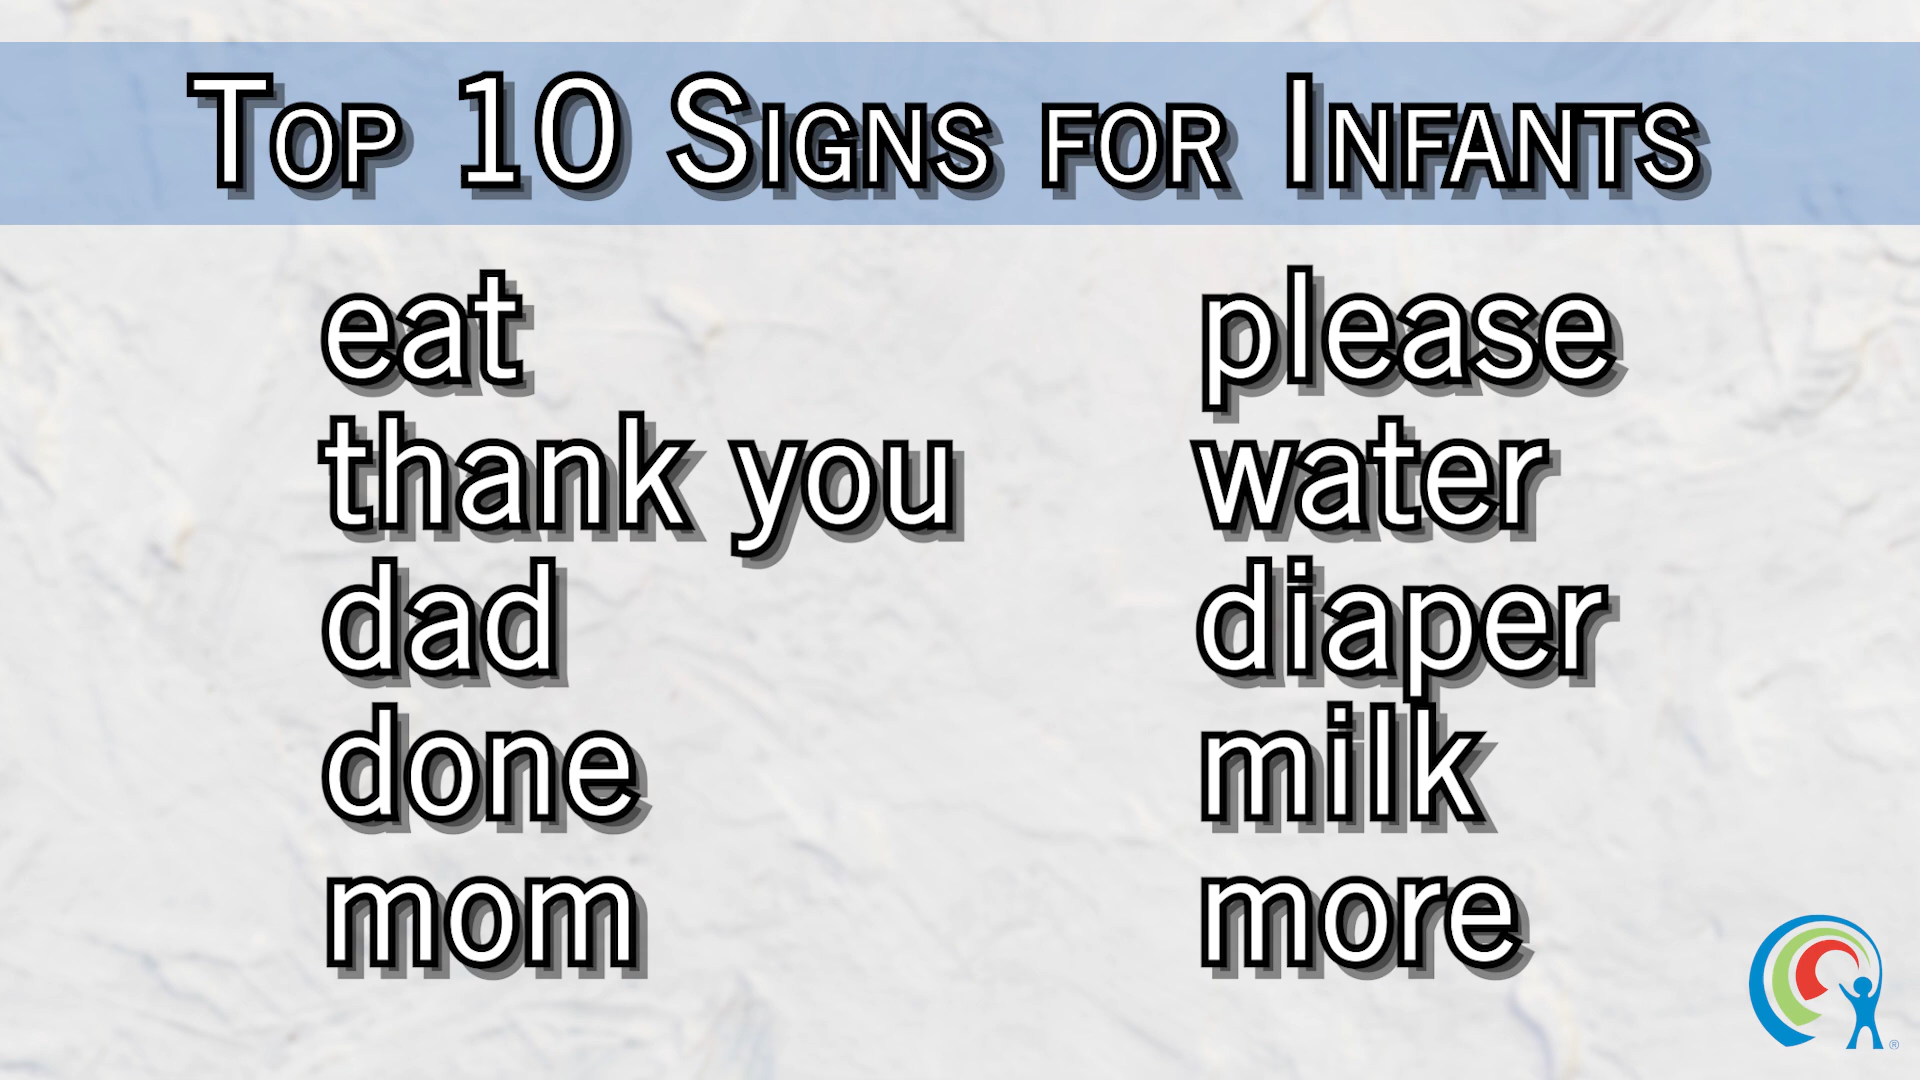 Top 10 Signs for Infants
eat
thank you
dad
done
mom
please
water
diaper
milk
more
®